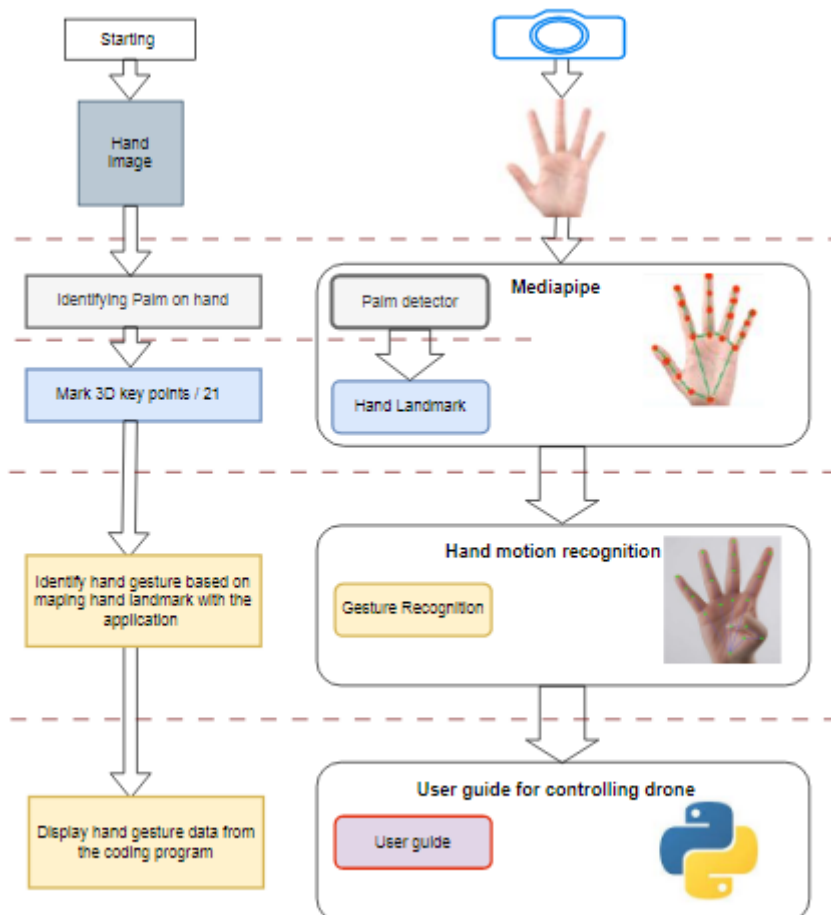 Starting
Hand
Image
Identifying Palm on hand
Palm detector
Mediapipe
Mark 3D key points / 21
Hand Landmark
Identify hand gesture based on
maping hand landmark with the
application
Hand motion recognition
Gesture Recognition
Display hand gesture data from
the coding program
User guide for controlling drone
User guide